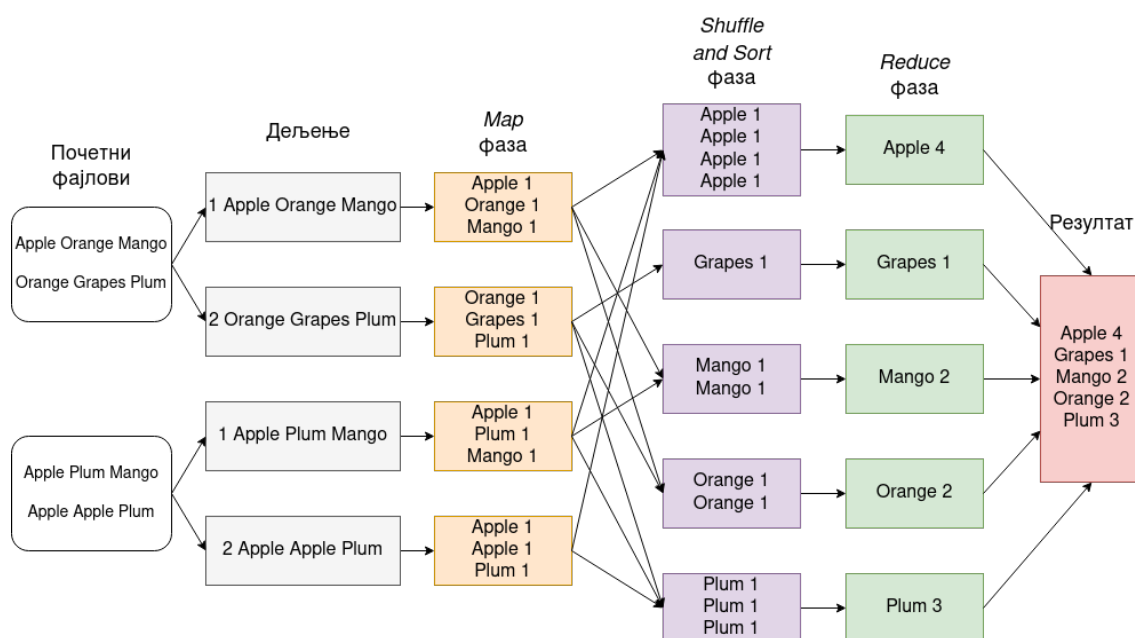 Почетни
фајлови
Apple Orange Mango
Orange Grapes Plum
Apple Plum Mango
Apple Apple Plum
Дељење
1 Apple Orange Mango
2 Orange Grapes Plum
1 Apple Plum Mango
2 Apple Apple Plum
Map
фаза
Apple 1
Orange 1
Mango 1
Orange 1
Grapes 1
Plum 1
Apple 1
Plum 1
Mango 1
Apple 1
Apple 1
Plum 1
Shuffle
and Sort
фаза
Apple 1
Apple 1
Apple 1
Apple 1
Grapes 1
Mango 1
Mango 1
Orange 1
Orange 1
Plum 1
Plum 1
Plum 1
Reduce
фаза
Apple 4
Grapes 1
Mango 2
Orange 2
Plum 3
Резултат
Apple 4
Grapes 1
Mango 2
Orange 2
Plum 3